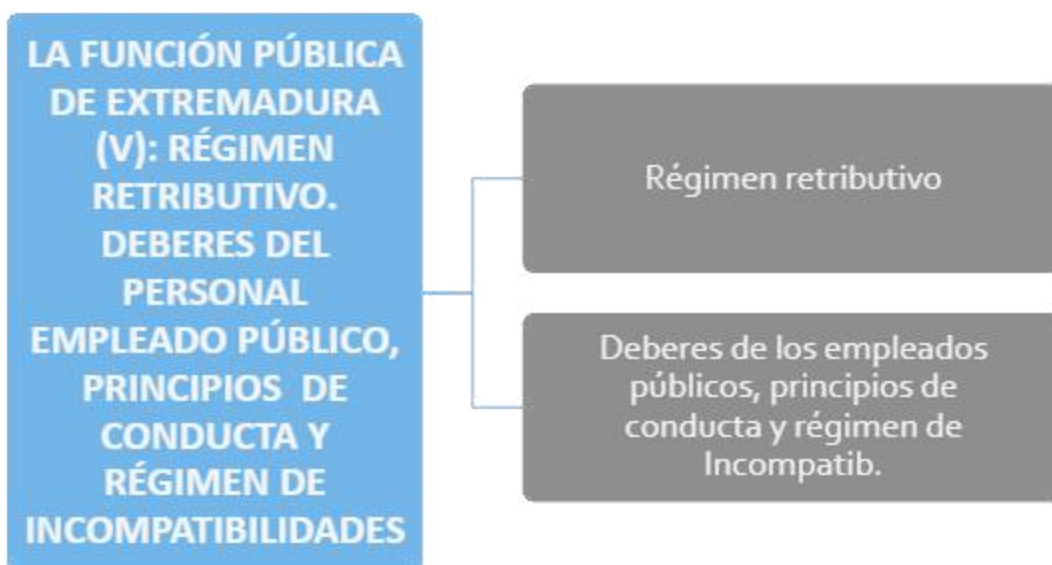 LA FUNCIÓN PÚBLICA
DE EXTREMADURA
(V): RÉGIMEN
RETRIBUTIVO.
DEBERES DEL
PERSONAL
EMPLEADO PÚBLICO,
PRINCIPIOS DE
CONDUCTA Y
RÉGIMEN DE
INCOMPATIBILIDADES
Régimen retributivo
Deberes de los empleados
públicos, principios de
conducta y régimen de
Incompatib.